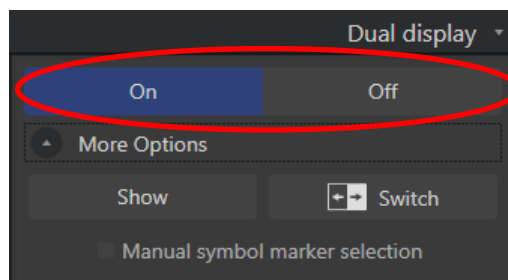 Dual display
On Off
More Options
Show Switch
Manual symbol marker selection